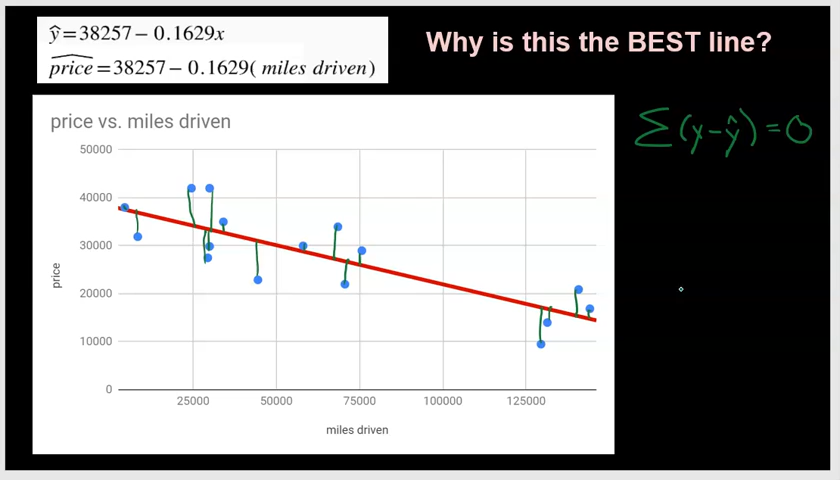 ŷ = 38257 – 0.1629x
\widehat{price} = 38257 – 0.1629( miles driven)
Why is this the BEST line?
price vs. miles driven
Σ(y-ŷ)=0
50000
40000
30000
20000
10000
0
price
25000 50000 75000 100000 125000
miles driven